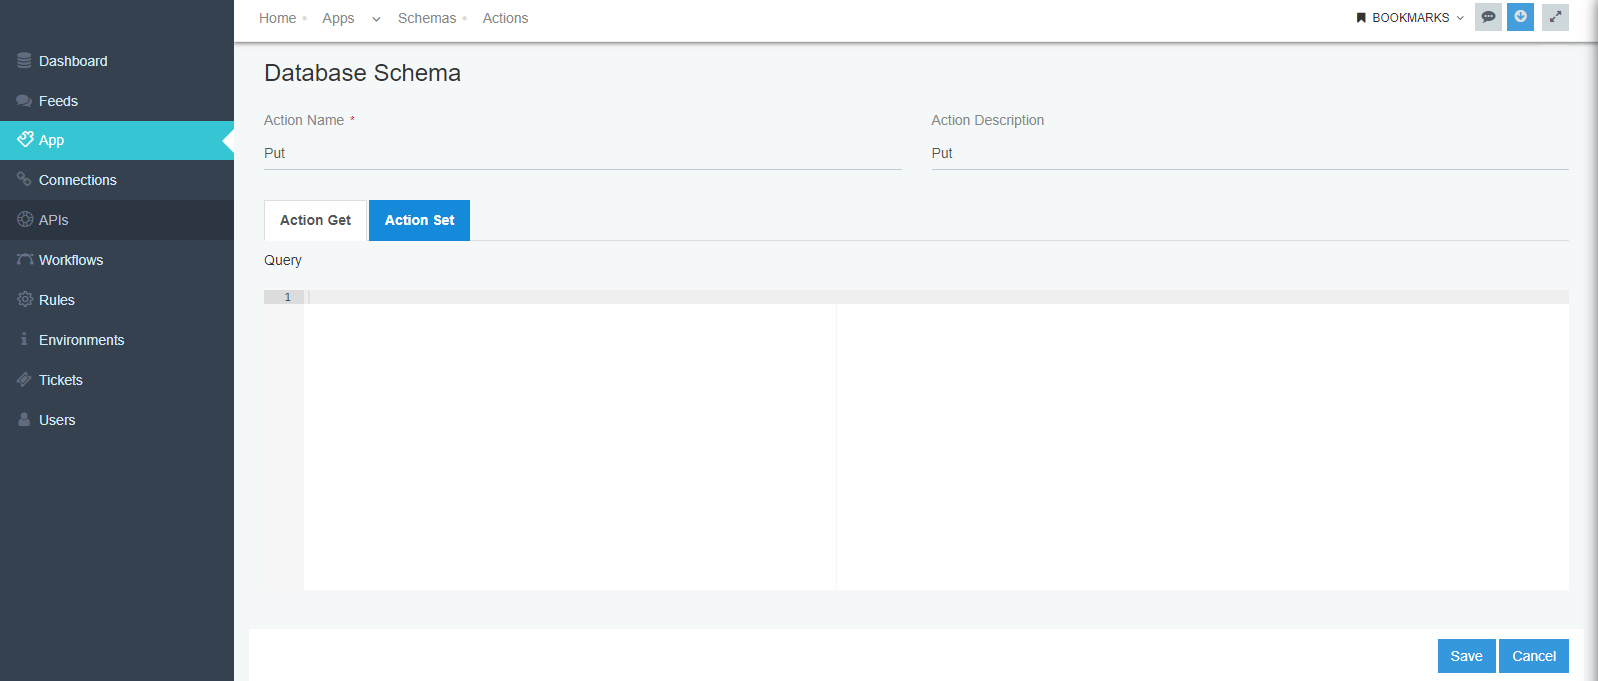 Home Apps Schemas Actions
BOOKMARKS
Dashboard
Feeds
App
Connections
APIs
Workflows
Rules
Environments
Tickets
Users
Database Schema
Action Name *
Action Description
Put
Put
Action Get
Action Set
Query
1
Save
Cancel